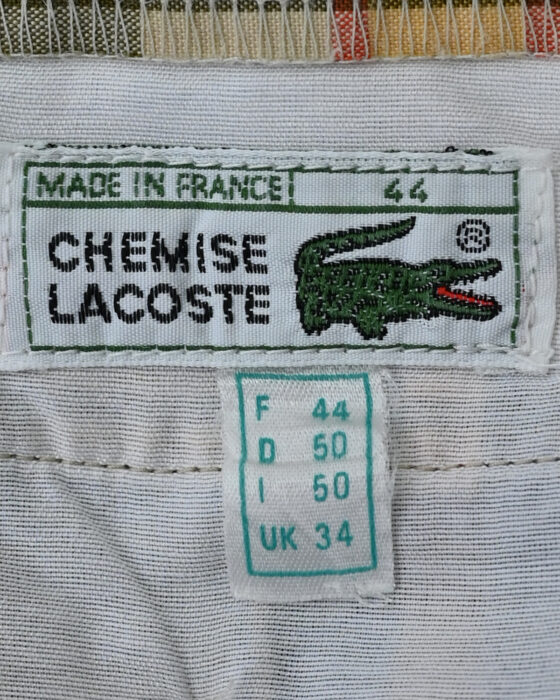 MADE IN FRANCE 44
CHEMISE
LACOSTE
®
F 44
D 50
I 50
UK 34